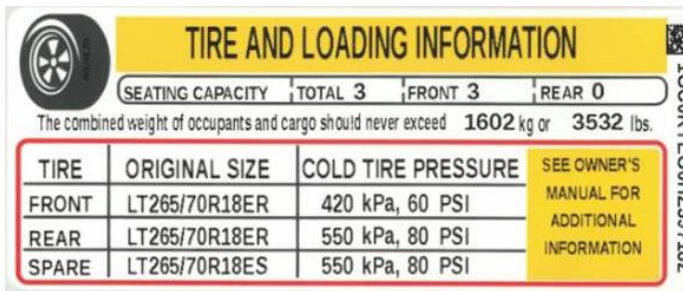 TIRE AND LOADING INFORMATION
SEATING CAPACITY TOTAL 3 FRONT 3 REAR 0
The combined weight of occupants and cargo should never exceed 1602 kg or 3532 lbs.
TIRE ORIGINAL SIZE COLD TIRE PRESSURE
FRONT LT265/70R18ER 420 kPa, 60 PSI
REAR LT265/70R18ER 550 kPa, 80 PSI
SPARE LT265/70R18ES 550 kPa, 80 PSI
SEE OWNER'S
MANUAL FOR
ADDITIONAL
INFORMATION